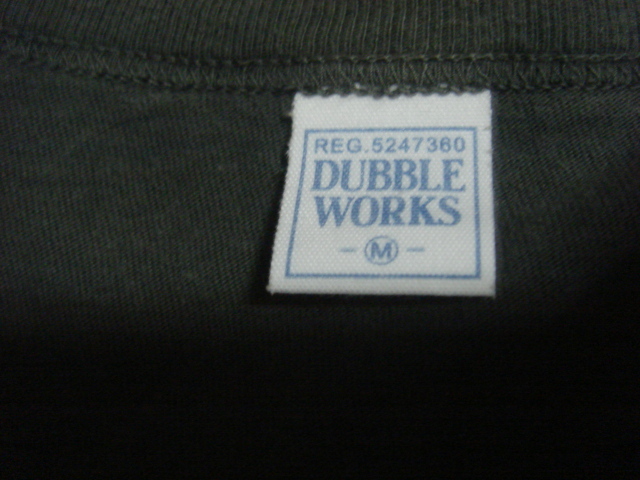 REG.5247360
DUBBLE
WORKS
-Ⓜ-